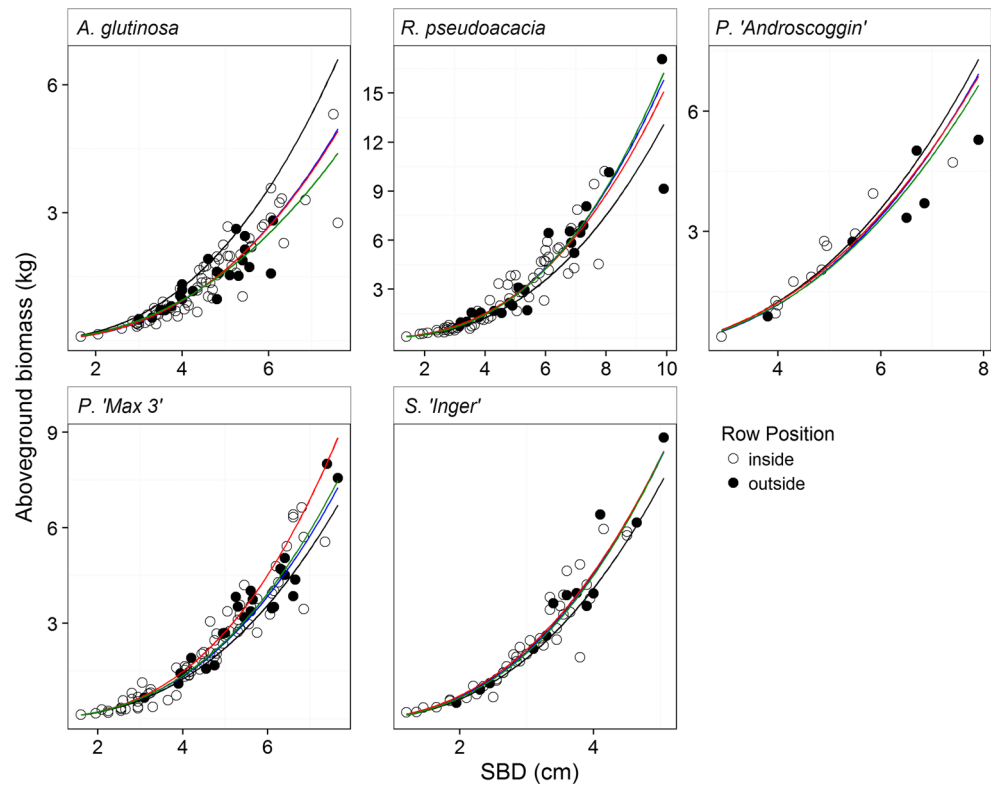 A. glutinosa
R. pseudoacacia
P. 'Androscoggin'
6
3
2 4 6
15
12
9
6
3
2 4 6 8 10
6
3
4 6 8
P. 'Max 3'
S. 'Inger'
9
6
3
2 4 6
2 4
Aboveground biomass (kg)
SBD (cm)
Row Position
inside
outside